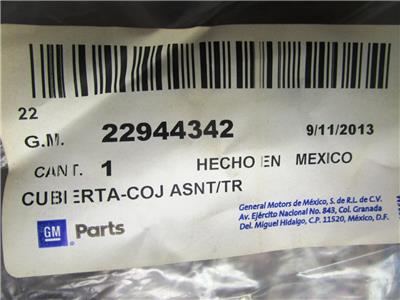 22
G.M. 22944342 9/11/2013
CANT. 1 HECHO EN MEXICO
CUBIERTA-COJ ASNT/TR
GM Parts
General Motors de México, S. de R.L. de C.V.
Av. Ejército Nacional No. 843, Col. Granada
Del. Miguel Hidalgo, C.P. 11520, México, D.F.